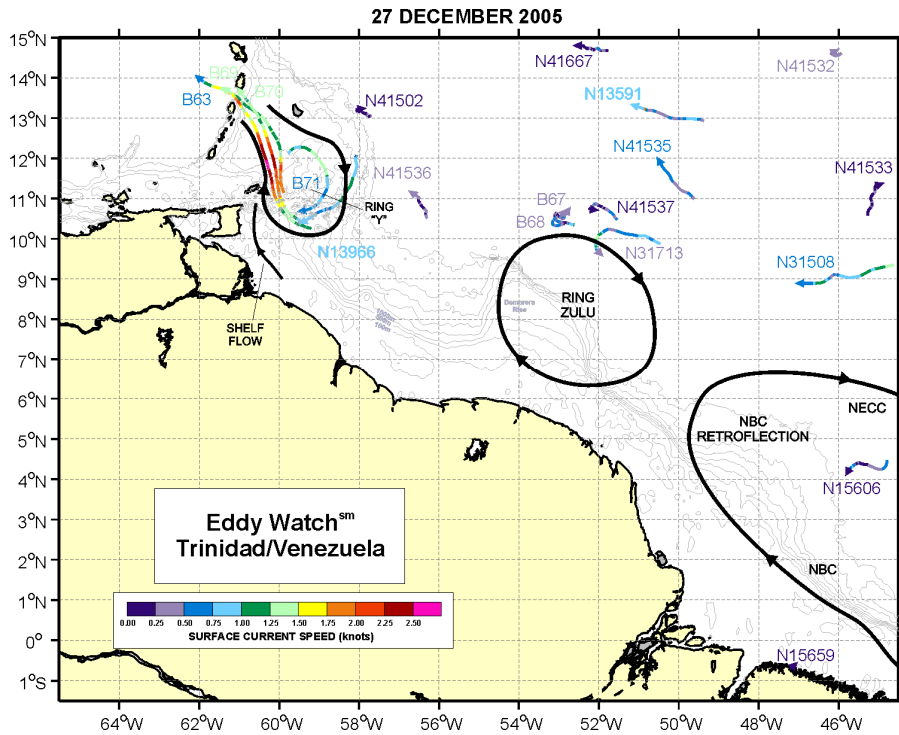 27 DECEMBER 2005
15°N
14°N
13°N
12°N
11°N
10°N
9°N
8°N
7°N
6°N
5°N
4°N
3°N
2°N
1°N
0°
1°S
64°W
62°W
60°W
58°W
56°W
54°W
52°W
50°W
48°W
46°W
B69
B63
B70
N41502
N41667
N41532
N13591
N41535
N41533
N41536
B71
RING
"Y"
B67
B68
N41537
N13966
N31713
N31508
SHELF
FLOW
Demerara
Rise
RING
ZULU
NECC
NBC
RETROFLECTION
N15606
NBC
N15659
Eddy Watch℠
Trinidad/Venezuela
0.00 0.25 0.50 0.75 1.00 1.25 1.50 1.75 2.00 2.25 2.50
SURFACE CURRENT SPEED (knots)